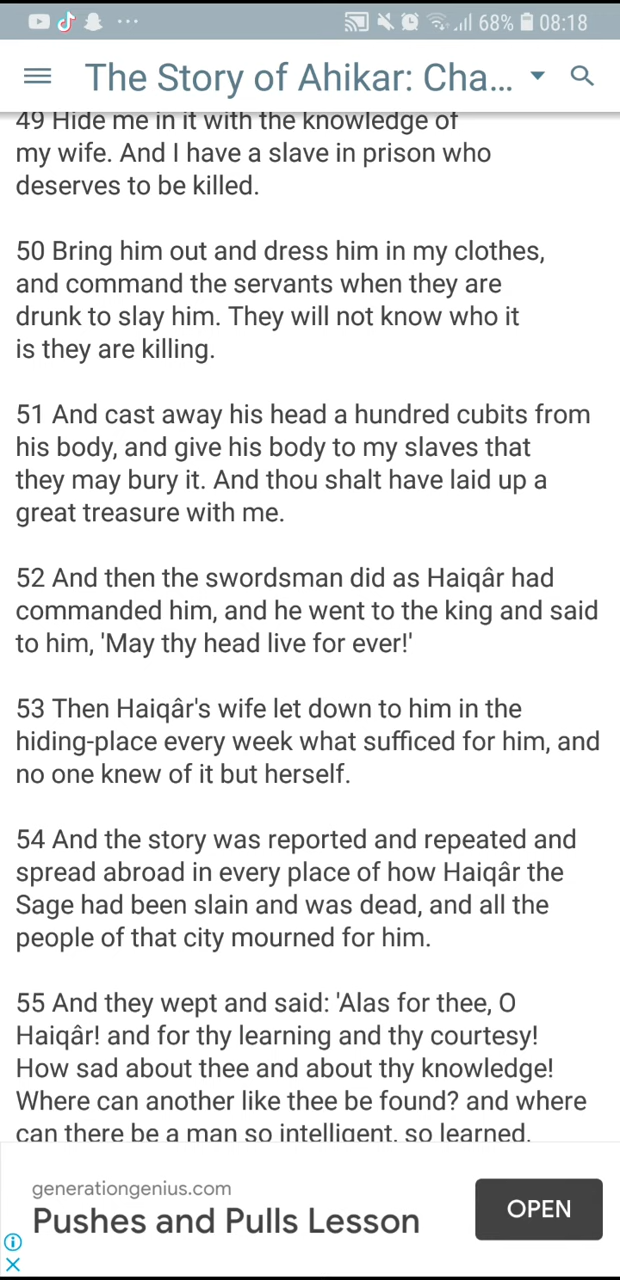 68% 08:18
The Story of Ahikar: Cha...
49 Hide me in it with the knowledge of
my wife. And I have a slave in prison who
deserves to be killed.
50 Bring him out and dress him in my clothes,
and command the servants when they are
drunk to slay him. They will not know who it
is they are killing.
51 And cast away his head a hundred cubits from
his body, and give his body to my slaves that
they may bury it. And thou shalt have laid up a
great treasure with me.
52 And then the swordsman did as Haiqâr had
commanded him, and he went to the king and said
to him, 'May thy head live for ever!'
53 Then Haiqâr's wife let down to him in the
hiding-place every week what sufficed for him, and
no one knew of it but herself.
54 And the story was reported and repeated and
spread abroad in every place of how Haiqâr the
Sage had been slain and was dead, and all the
people of that city mourned for him.
55 And they wept and said: 'Alas for thee, O
Haiqâr! and for thy learning and thy courtesy!
How sad about thee and about thy knowledge!
Where can another like thee be found? and where
can there be a man so intelligent, so learned,
generationgenius.com
Pushes and Pulls Lesson
OPEN